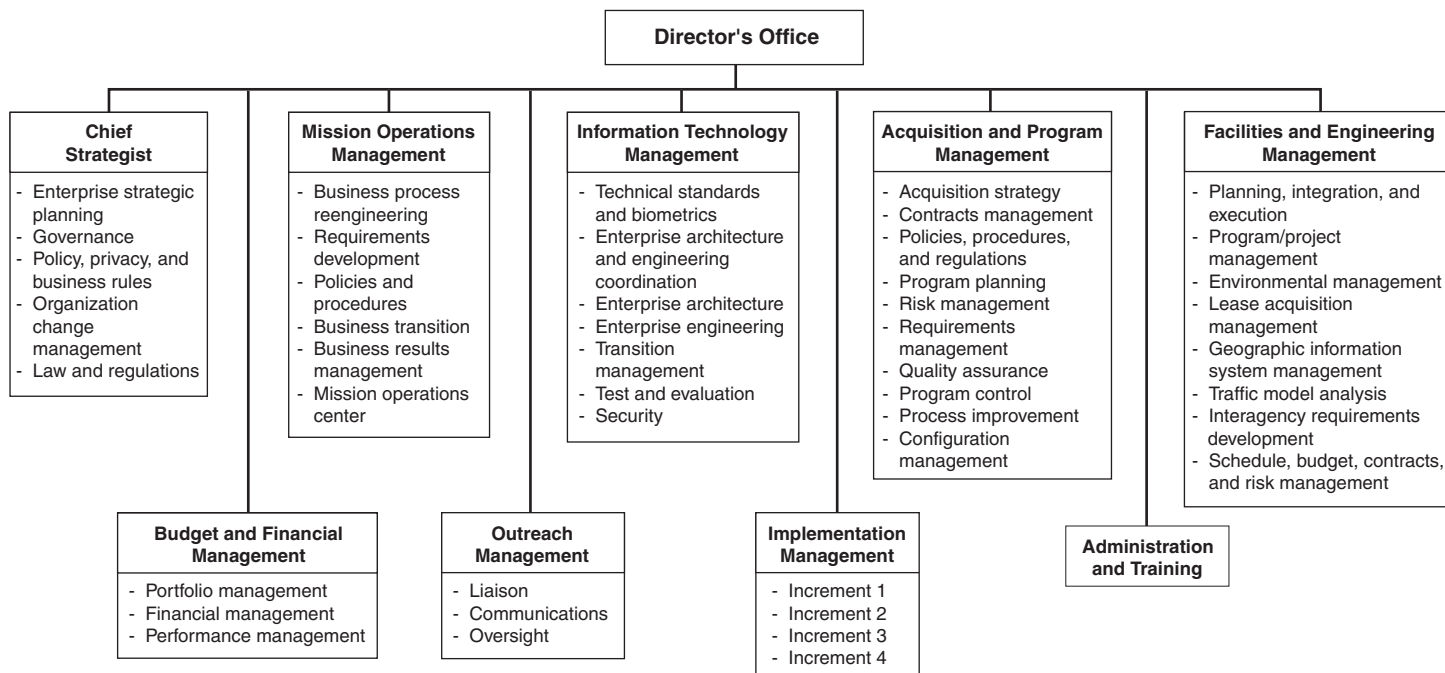 Director's Office
Chief
Strategist
- Enterprise strategic
planning
- Governance
- Policy, privacy, and
business rules
- Organization
change
management
- Law and regulations
Mission Operations
Management
- Business process
reengineering
- Requirements
development
- Policies and
procedures
- Business transition
- Business results
management
- Mission operations
center
Information Technology
Management
- Technical standards
and biometrics
- Enterprise architecture
and engineering
coordination
- Enterprise architecture
- Enterprise engineering
- Transition
management
- Test and evaluation
- Security
Acquisition and Program
Management
- Acquisition strategy
- Contracts management
- Policies, procedures,
and regulations
- Program planning
- Risk management
- Requirements
management
- Quality assurance
- Program control
- Process improvement
- Configuration
management
Facilities and Engineering
Management
- Planning, integration, and
execution
- Program/project
management
- Environmental management
- Lease acquisition
management
- Geographic information
system management
- Traffic model analysis
- Interagency requirements
development
- Schedule, budget, contracts,
and risk management
Budget and Financial
Management
- Portfolio management
- Financial management
- Performance management
Outreach
Management
- Liaison
- Communications
- Oversight
Implementation
Management
- Increment 1
- Increment 2
- Increment 3
- Increment 4
Administration
and Training